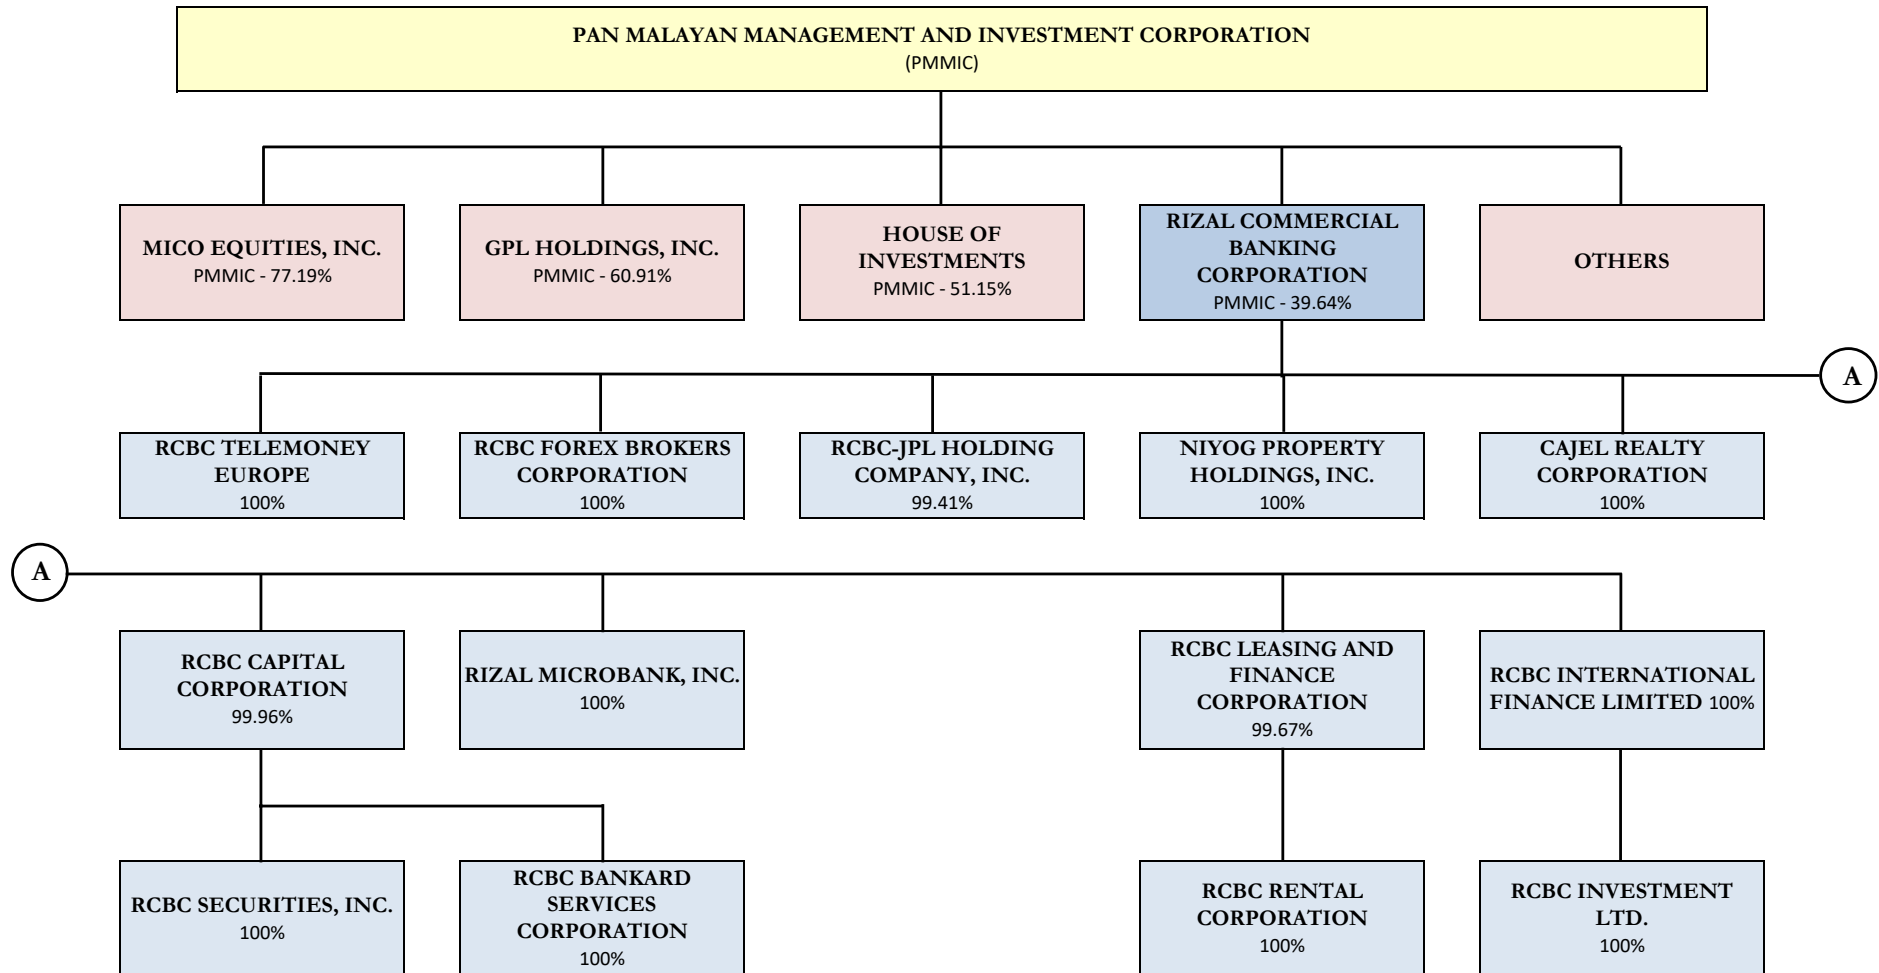 PAN MALAYAN MANAGEMENT AND INVESTMENT CORPORATION
(PMMIC)
MICO EQUITIES, INC.
PMMIC - 77.19%
GPL HOLDINGS, INC.
PMMIC - 60.91%
HOUSE OF
INVESTMENTS
PMMIC - 51.15%
RIZAL COMMERCIAL
BANKING
CORPORATION
PMMIC - 39.64%
OTHERS
A
RCBC TELEMONEY
EUROPE
100%
RCBC FOREX BROKERS
CORPORATION
100%
RCBC-JPL HOLDING
COMPANY, INC.
99.41%
NIYOG PROPERTY
HOLDINGS, INC.
100%
CAJEL REALTY
CORPORATION
100%
A
RCBC CAPITAL
CORPORATION
99.96%
RIZAL MICROBANK, INC.
100%
RCBC LEASING AND
FINANCE
CORPORATION
99.67%
RCBC INTERNATIONAL
FINANCE LIMITED 100%
RCBC SECURITIES, INC.
100%
RCBC BANKARD
SERVICES
CORPORATION
100%
RCBC RENTAL
CORPORATION
100%
RCBC INVESTMENT
LTD.
100%